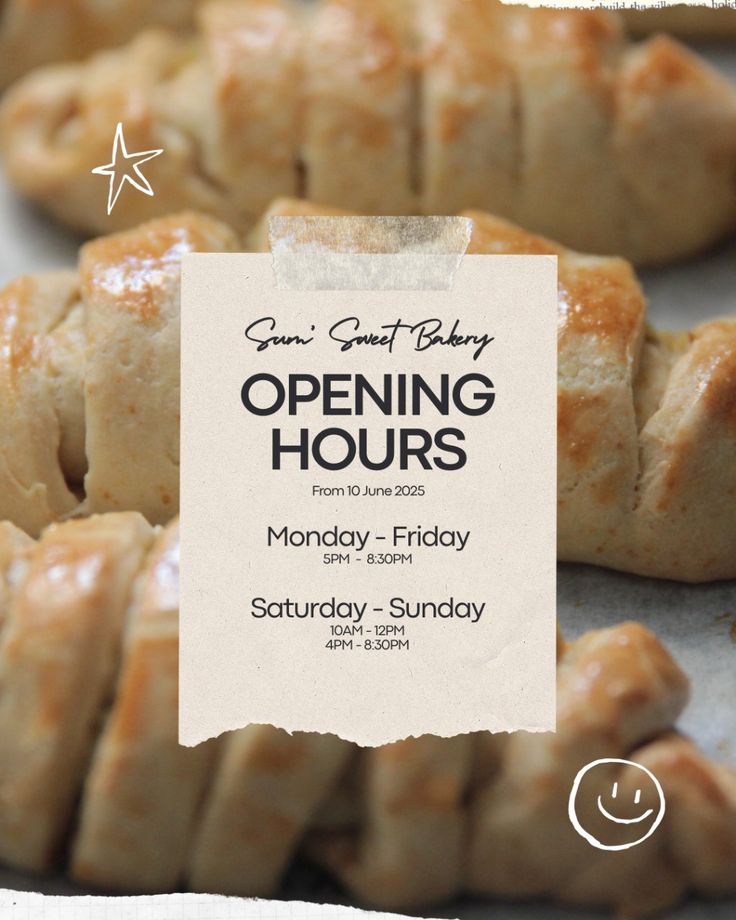 Sum' Sweet Bakery
OPENING
HOURS
From 10 June 2025
Monday - Friday
5PM - 8:30PM
Saturday - Sunday
10AM - 12PM
4PM - 8:30PM